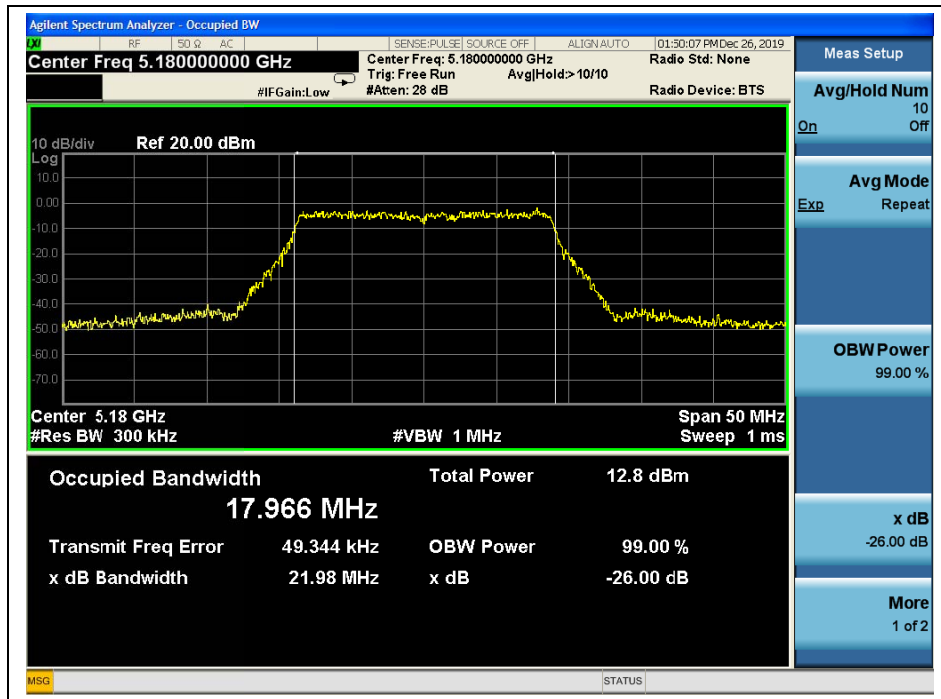 Agilent Spectrum Analyzer - Occupied BW
LXI RF 50 Ω AC SENSE:PULSE SOURCE OFF ALIGNAUTO 01:50:07 PM Dec 26, 2019
Center Freq 5.180000000 GHz
Center Freq: 5.180000000 GHz Radio Std: None
Trig: Free Run Avg|Hold:> 10/10
#IFGain:Low #Atten: 28 dB Radio Device: BTS
10 dB/div Ref 20.00 dBm
Log
10.0
0.00
-10.0
-20.0
-30.0
-40.0
-50.0
-60.0
-70.0
Center 5.18 GHz Span 50 MHz
#Res BW 300 kHz #VBW 1 MHz Sweep 1 ms
Occupied Bandwidth Total Power 12.8 dBm
17.966 MHz
Transmit Freq Error 49.344 kHz OBW Power 99.00 %
x dB Bandwidth 21.98 MHz x dB -26.00 dB
Meas Setup
Avg/Hold Num
10
On Off
Avg Mode
Exp Repeat
OBW Power
99.00 %
x dB
-26.00 dB
More
1 of 2
MSG STATUS